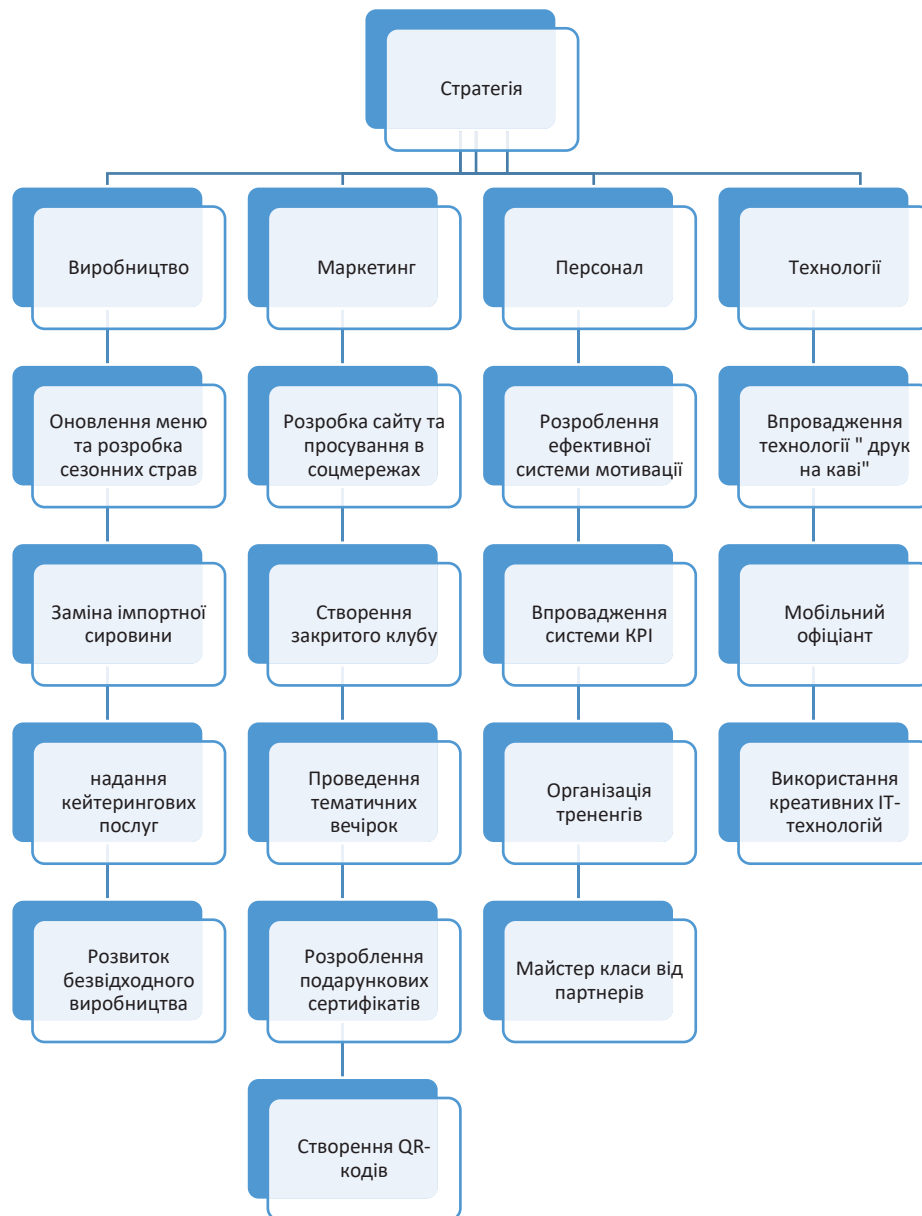 Стратегія
Виробництво
Маркетинг
Персонал
Технології
Оновлення меню
та розробка
сезонних страв
Розробка сайту та
просування в
соцмережах
Розроблення
ефективної
системи мотивації
Впровадження
технології " друк
на каві"
Заміна імпортної
сировини
Створення
закритого клубу
Впровадження
системи КРІ
Мобільний
офіціант
надання
кейтерингових
послуг
Проведення
тематичних
вечірок
Організація
трененгів
Використання
креативних ІТ-
технологій
Розвиток
безвідходного
виробництва
Розроблення
подарункових
сертифікатів
Майстер класи від
партнерів
Створення QR-
кодів